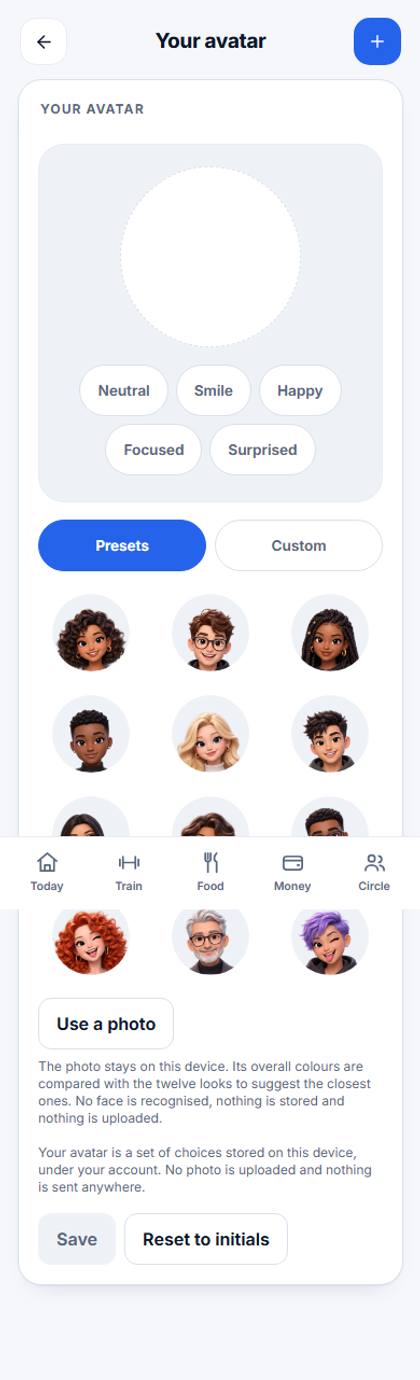 Your avatar
YOUR AVATAR
Neutral
Smile
Happy
Focused
Surprised
Presets
Custom
Today
Train
Food
Money
Circle
Use a photo
The photo stays on this device. Its overall colours are
compared with the twelve looks to suggest the closest
ones. No face is recognised, nothing is stored and
nothing is uploaded.
Your avatar is a set of choices stored on this device,
under your account. No photo is uploaded and nothing
is sent anywhere.
Save
Reset to initials